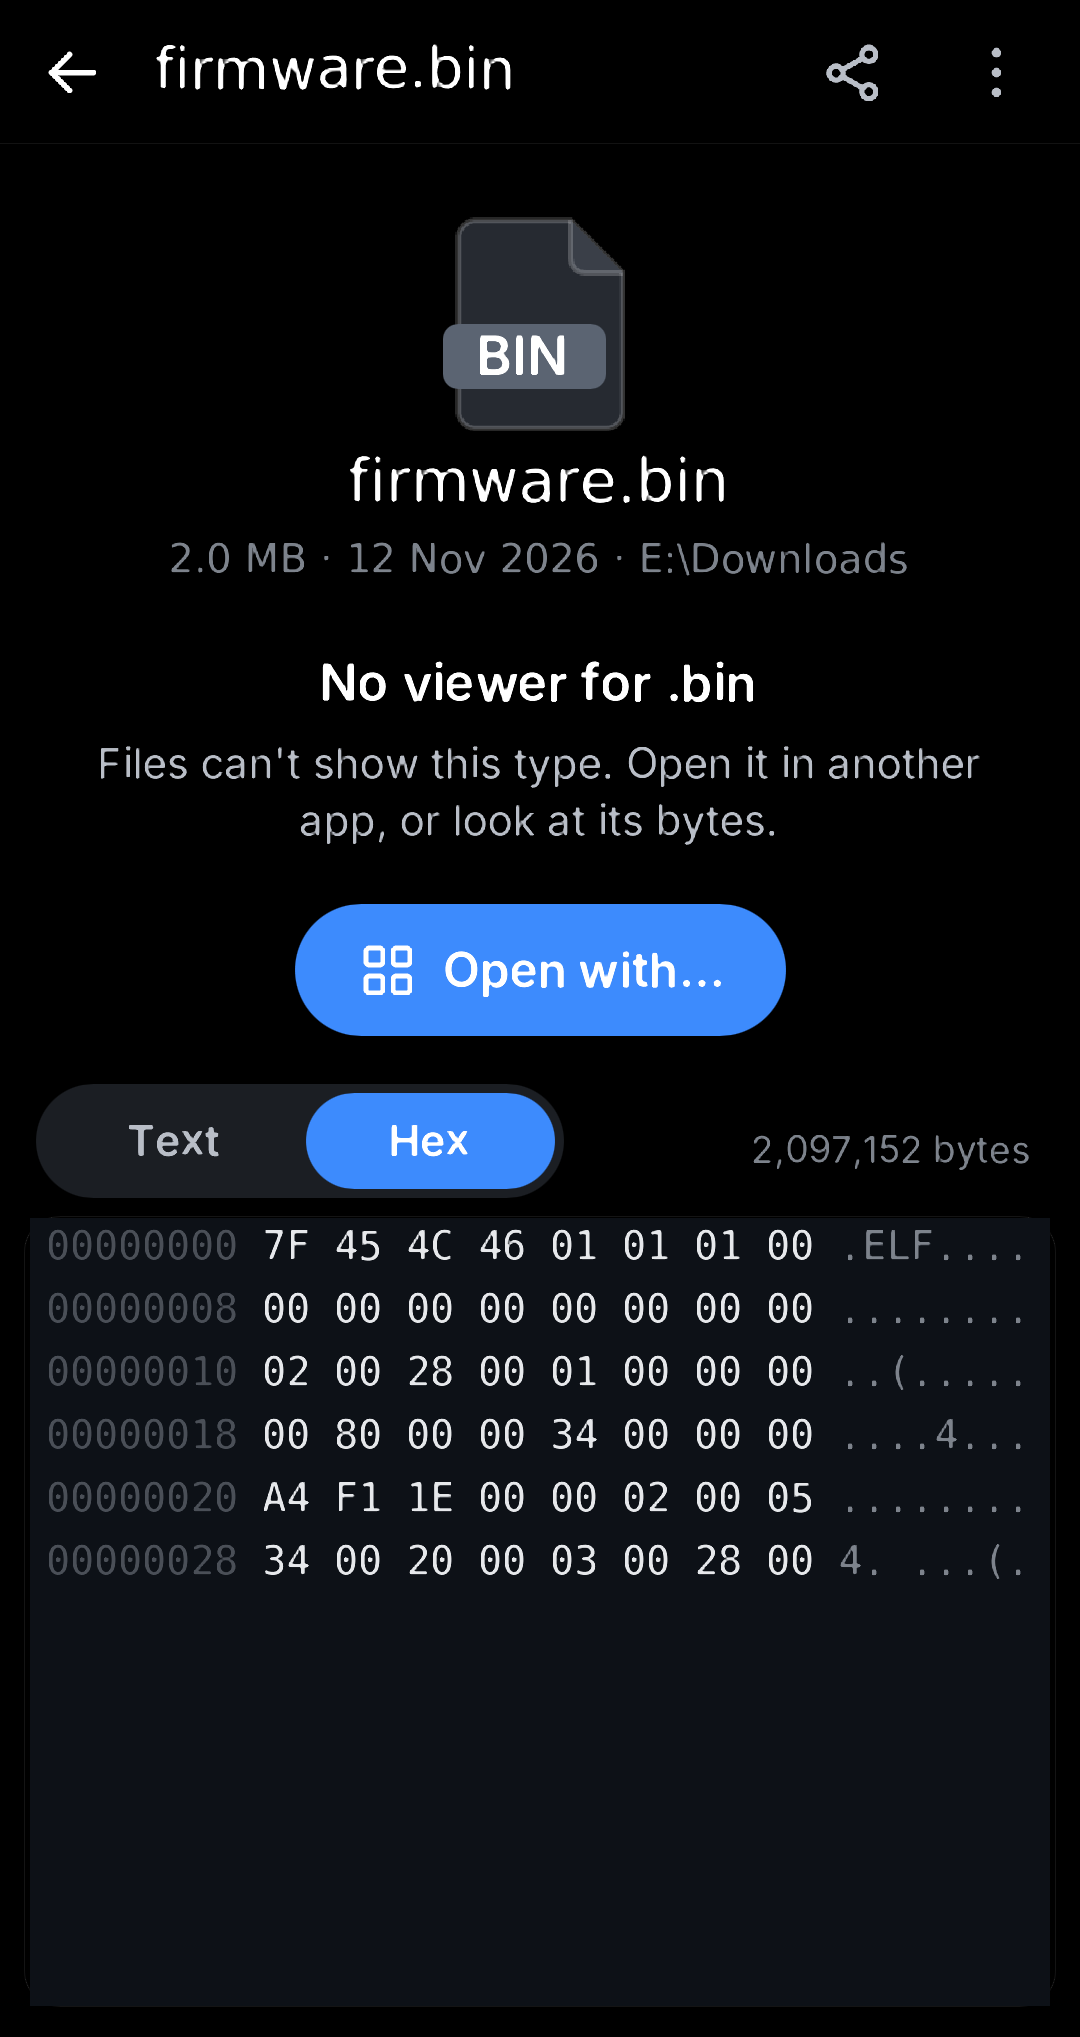 firmware.bin
BIN
firmware.bin
2.0 MB · 12 Nov 2026 · E:\Downloads
No viewer for .bin
Files can't show this type. Open it in another
app, or look at its bytes.
Open with...
Text Hex 2,097,152 bytes
00000000 7F 45 4C 46 01 01 01 00 .ELF....
00000008 00 00 00 00 00 00 00 00 ........
00000010 02 00 28 00 01 00 00 00 ..(.....
00000018 00 80 00 00 34 00 00 00 ....4...
00000020 A4 F1 1E 00 00 02 00 05 ........
00000028 34 00 20 00 03 00 28 00 4. ...(.